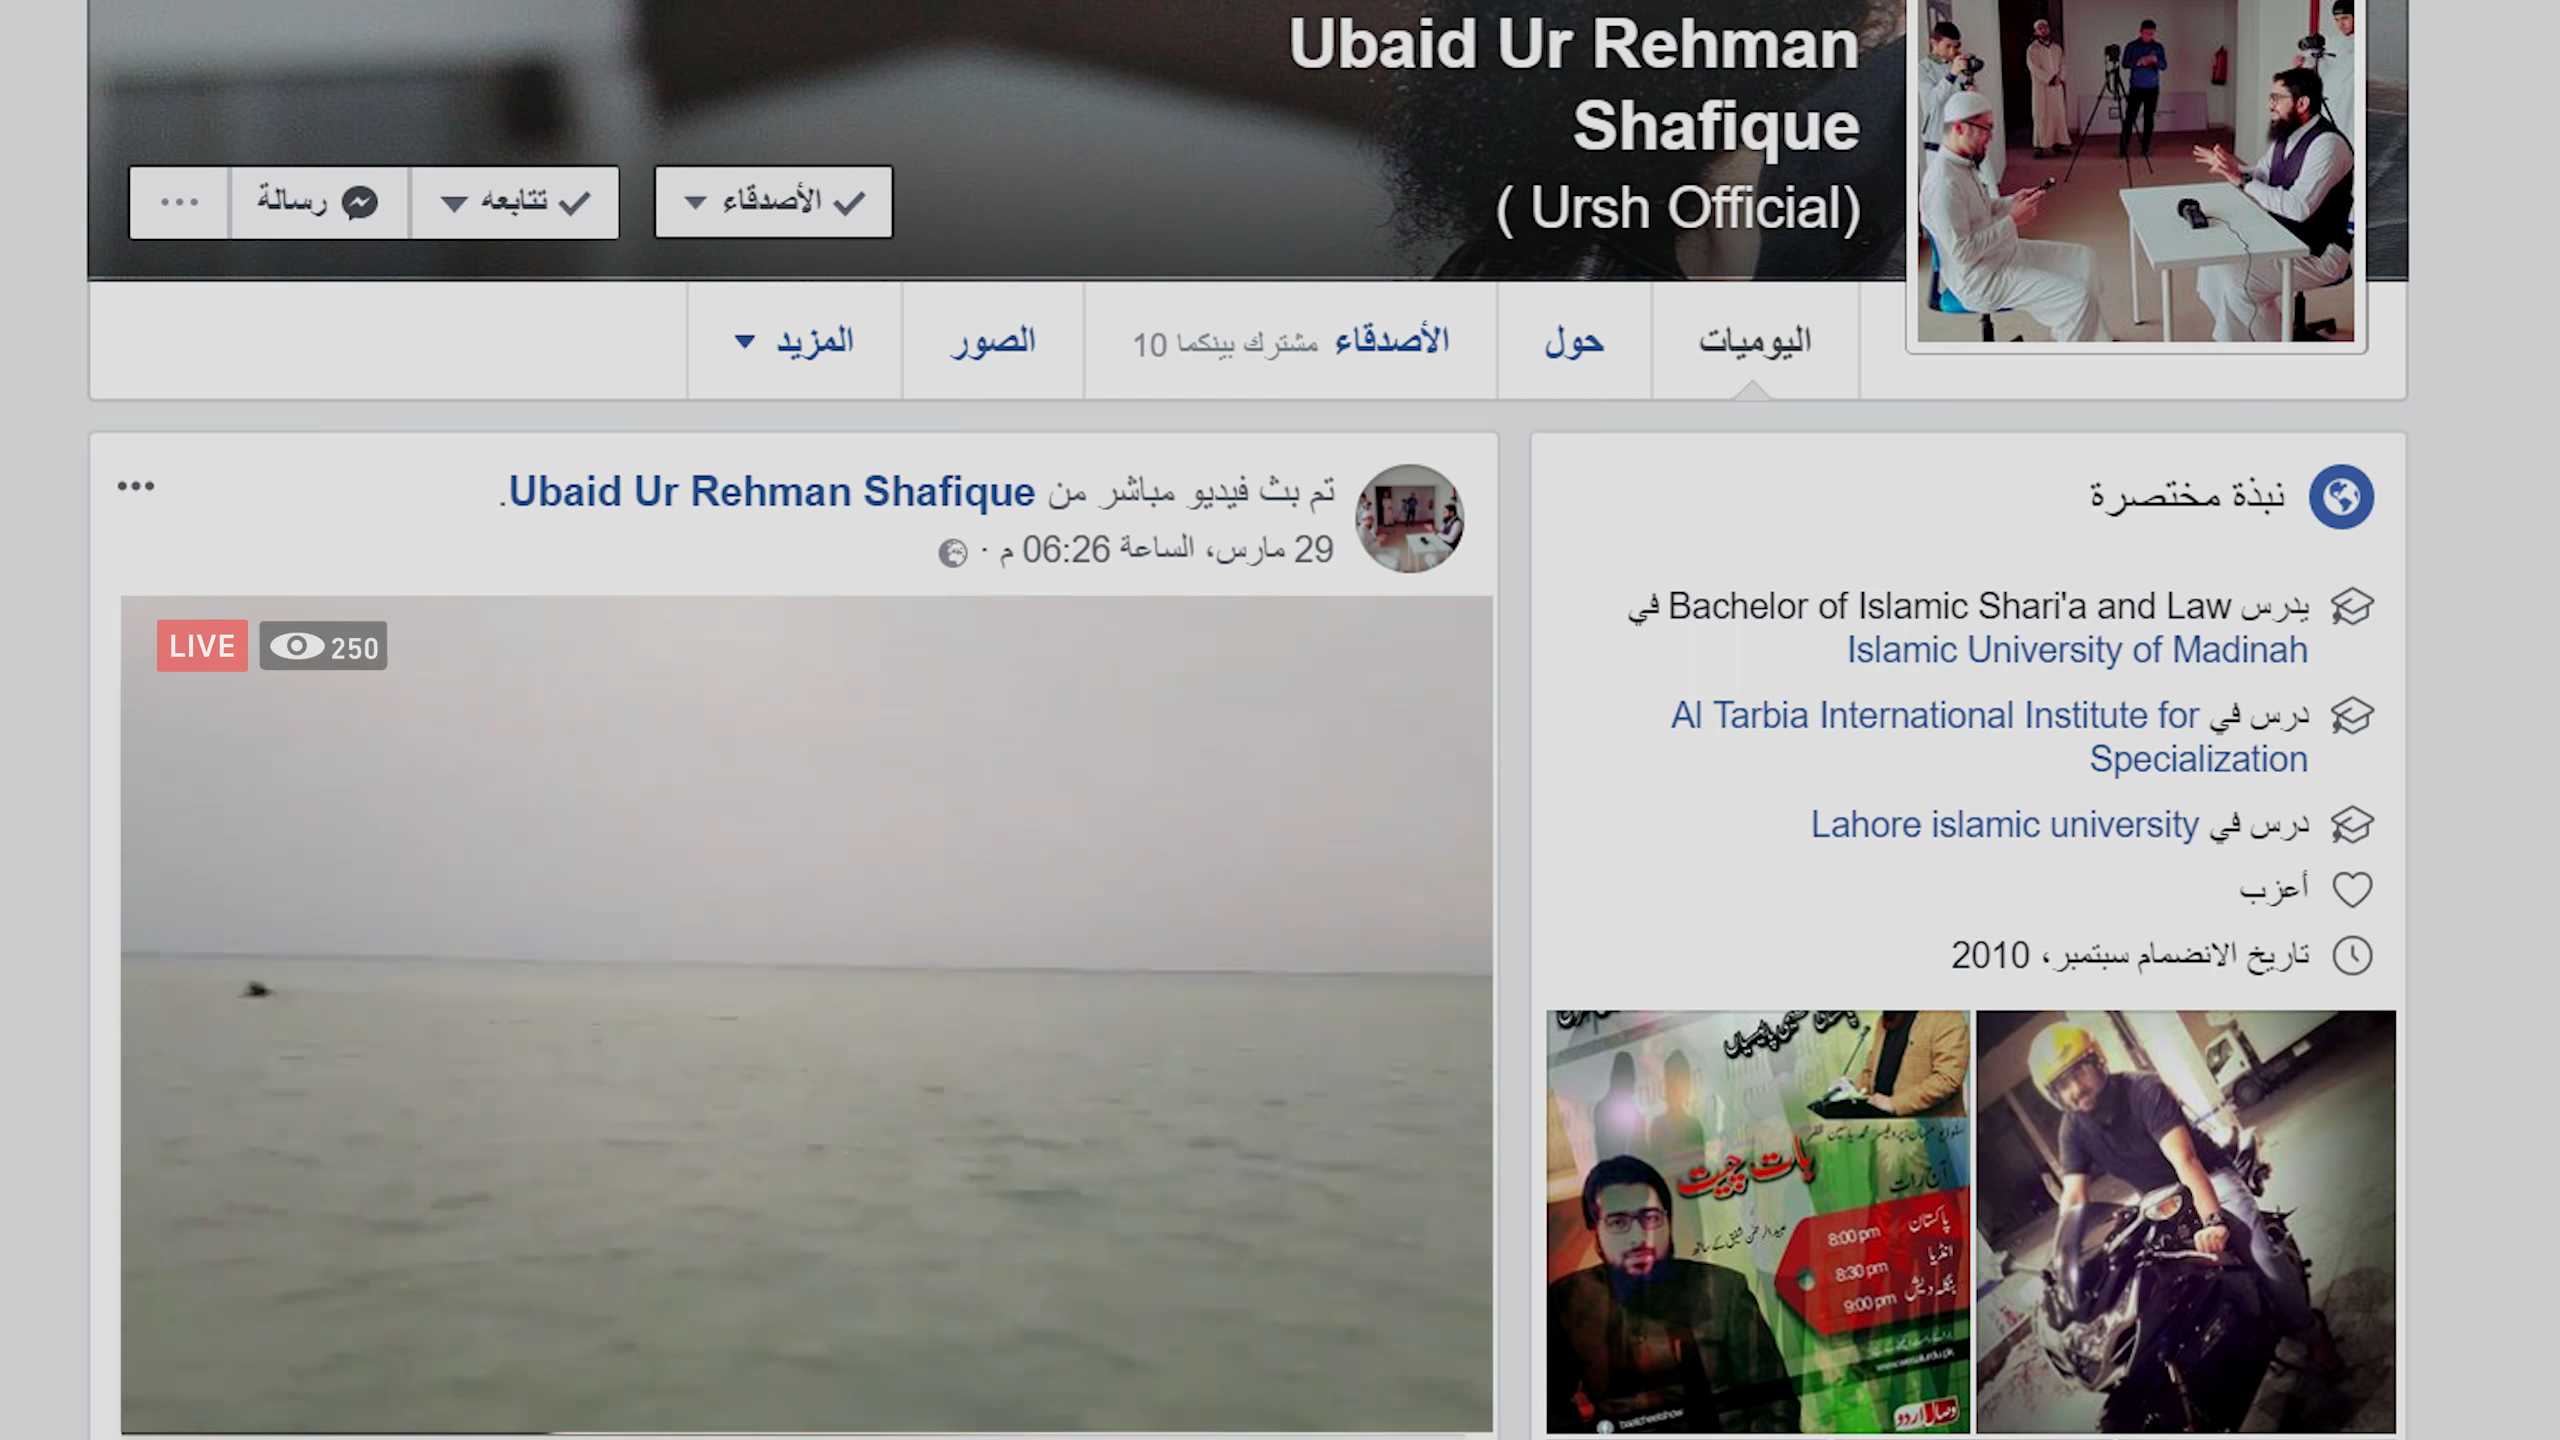 Ubaid Ur Rehman
Shafique
( Ursh Official)
الأصدقاء
تتابعه
رسالة
اليوميات
حول
الأصدقاء 10 مشترك بينكما
الصور
المزيد
تم بث فيديو مباشر من Ubaid Ur Rehman Shafique.
29 مارس، الساعة 06:26 م ·
LIVE 250
نبذة مختصرة
يدرس Bachelor of Islamic Shari'a and Law في
Islamic University of Madinah
درس في Al Tarbia International Institute for
Specialization
درس في Lahore islamic university
أعزب
تاريخ الانضمام سبتمبر، 2010
بات چیت
آج رات
پاکستان 8:00 pm
انڈیا 8:30 pm
بنگلہ دیش 9:00 pm
وصال اردو